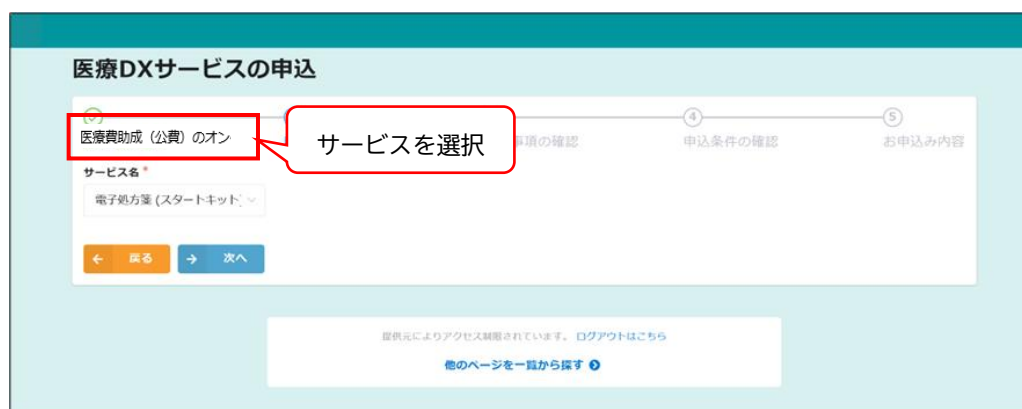 医療DXサービスの申込
④
⑤
医療費助成（公費）のオン
サービスを選択
事項の確認
申込条件の確認
お申込み内容
サービス名*
電子処方箋 (スタートキット)
← 戻る
→ 次へ
提供元によりアクセス制限されています。 ログアウトはこちら
他のページを一覧から探す